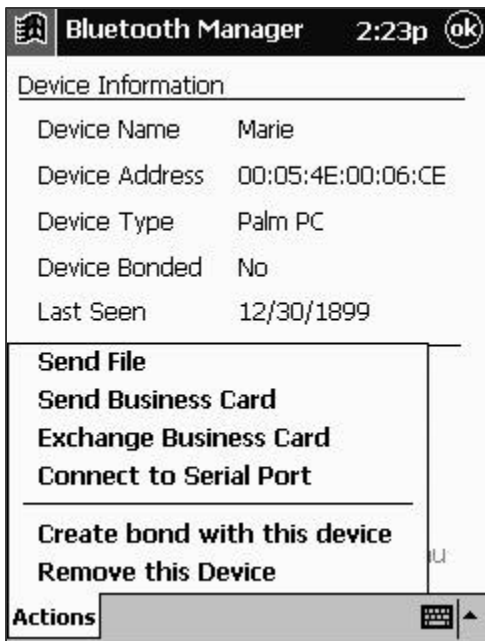 Bluetooth Manager 2:23p ok
Device Information
Device Name Marie
Device Address 00:05:4E:00:06:CE
Device Type Palm PC
Device Bonded No
Last Seen 12/30/1899
Send File
Send Business Card
Exchange Business Card
Connect to Serial Port
Create bond with this device
Remove this Device
Actions